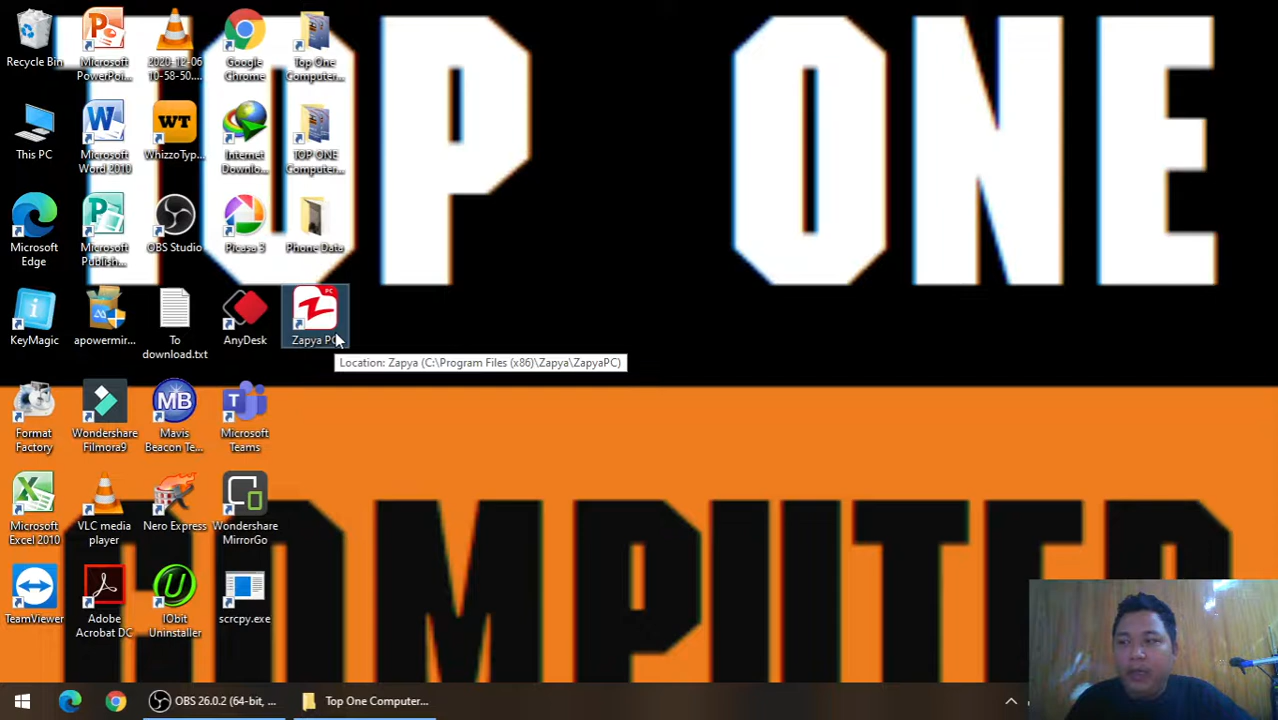 TOP ONE
COMPUTER
Recycle Bin
Microsoft
PowerPoi...
2020-12-06
10-58-50....
Google
Chrome
Top One
Computer...
This PC
Microsoft
Word 2010
WT
WhizzoTyp...
Internet
Downlo...
TOP ONE
Computer...
Microsoft
Edge
Microsoft
Publish...
OBS Studio
Picasa 3
Phone Data
KeyMagic
apowermir...
To
download.txt
AnyDesk
PC
Zapya PC
Location: Zapya (C:\Program Files (x86)\Zapya\ZapyaPC)
Format
Factory
Wondershare
Filmora9
MB
Mavis
Beacon Te...
Microsoft
Teams
Microsoft
Excel 2010
VLC media
player
Nero Express
Wondershare
MirrorGo
TeamViewer
Adobe
Acrobat DC
IObit
Uninstaller
scrcpy.exe
OBS 26.0.2 (64-bit, ...
Top One Computer...